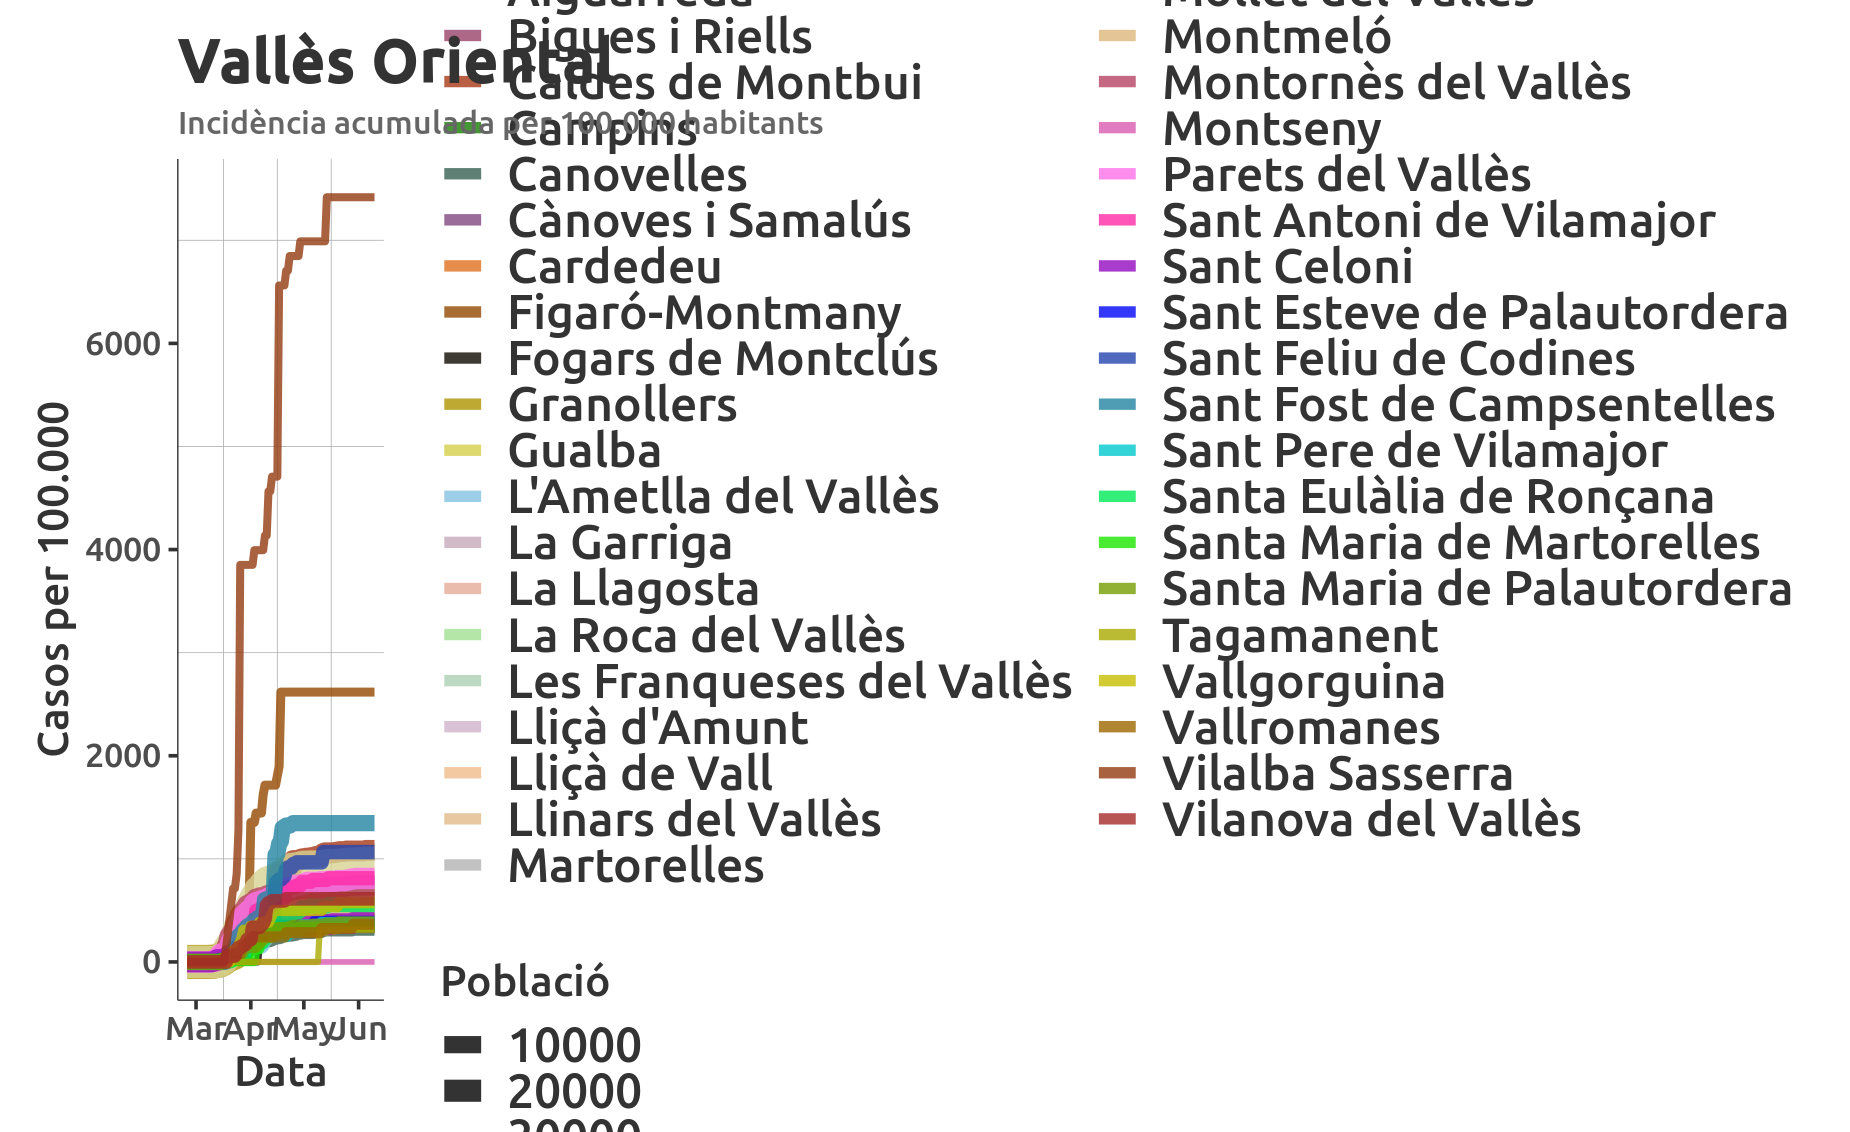 Vallès Oriental
Incidència acumulada per 100.000 habitants
Casos per 100.000
6000
4000
2000
0
Mar
Apr
May
Jun
Data
Aiguafreda
Bigues i Riells
Caldes de Montbui
Campins
Canovelles
Cànoves i Samalús
Cardedeu
Figaró-Montmany
Fogars de Montclús
Granollers
Gualba
L'Ametlla del Vallès
La Garriga
La Llagosta
La Roca del Vallès
Les Franqueses del Vallès
Lliçà d'Amunt
Lliçà de Vall
Llinars del Vallès
Martorelles
Mollet del Vallès
Montmeló
Montornès del Vallès
Montseny
Parets del Vallès
Sant Antoni de Vilamajor
Sant Celoni
Sant Esteve de Palautordera
Sant Feliu de Codines
Sant Fost de Campsentelles
Sant Pere de Vilamajor
Santa Eulàlia de Ronçana
Santa Maria de Martorelles
Santa Maria de Palautordera
Tagamanent
Vallgorguina
Vallromanes
Vilalba Sasserra
Vilanova del Vallès
Població
10000
20000
30000